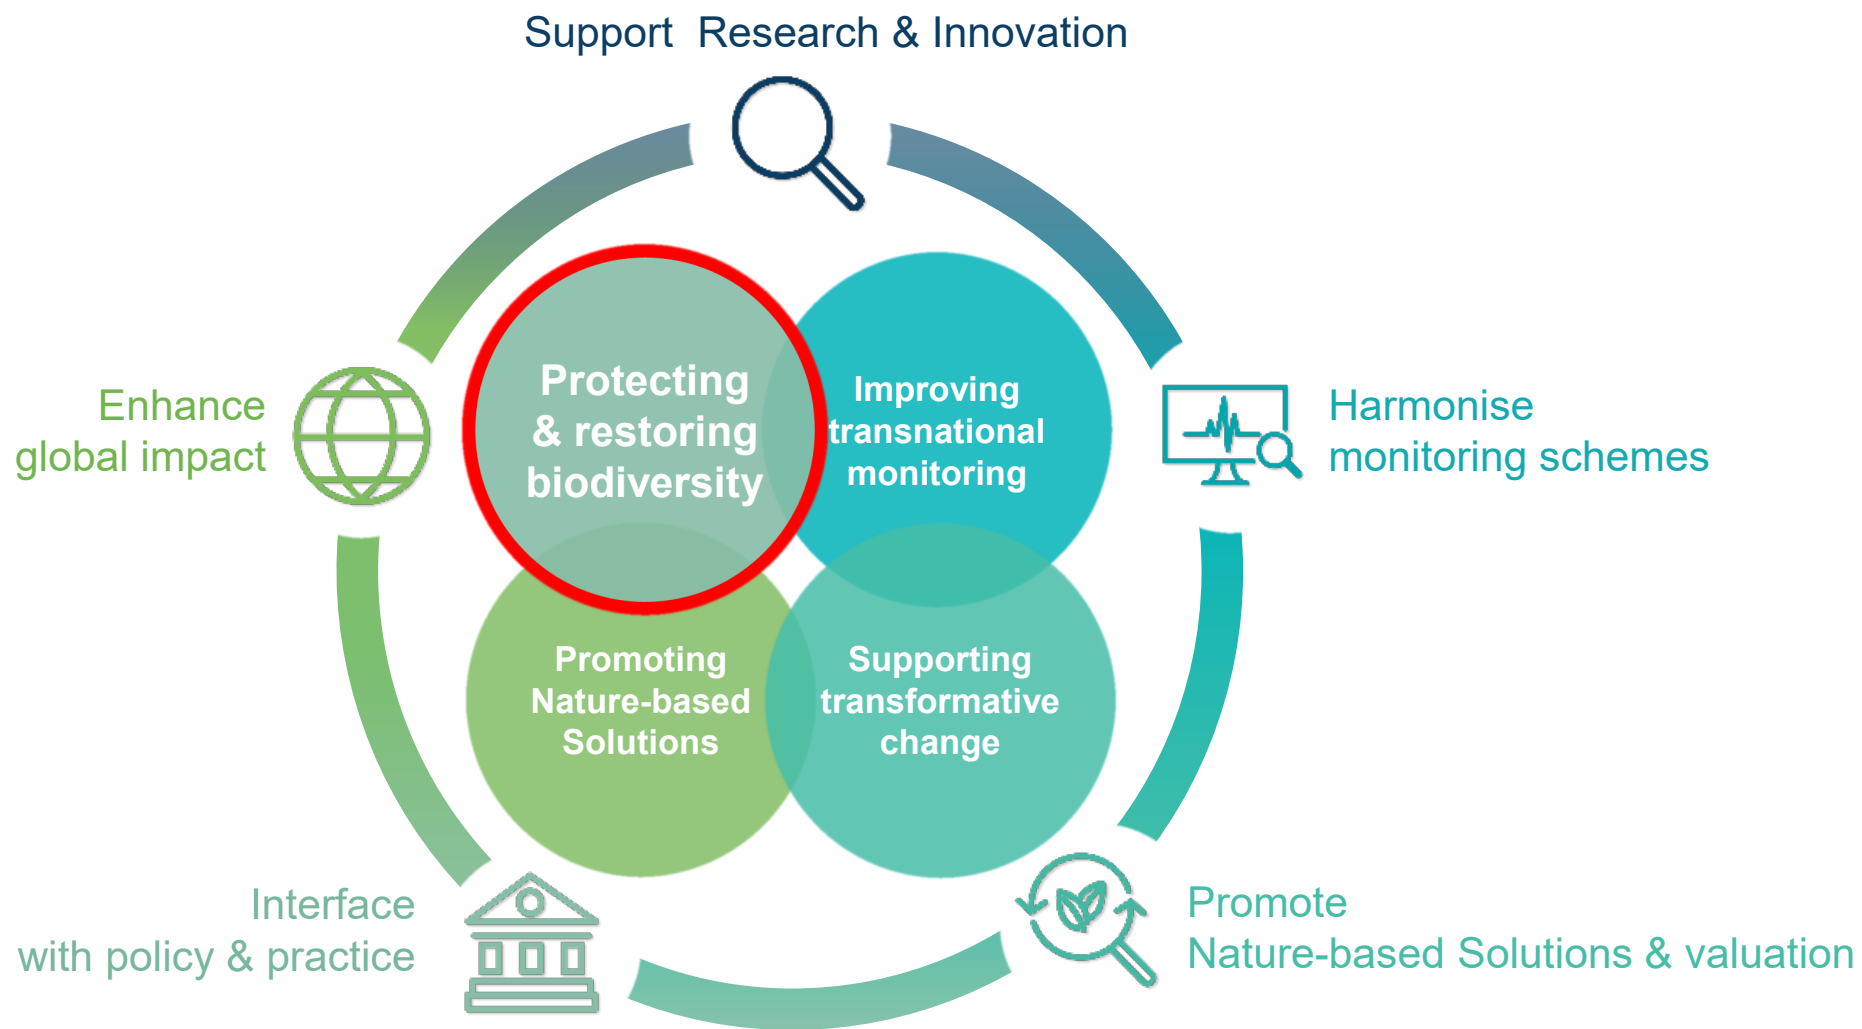 Support Research & Innovation
Enhance
global impact
Protecting
& restoring
biodiversity
Improving
transnational
monitoring
Harmonise
monitoring schemes
Promoting
Nature-based
Solutions
Supporting
transformative
change
Interface
with policy & practice
Promote
Nature-based Solutions & valuation